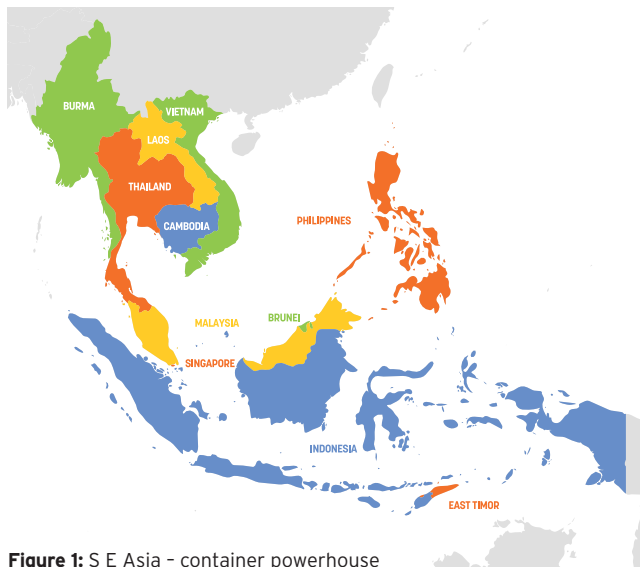 BURMA
VIETNAM
LAOS
THAILAND
CAMBODIA
PHILIPPINES
MALAYSIA
BRUNEI
SINGAPORE
INDONESIA
EAST TIMOR
Figure 1: S E Asia – container powerhouse